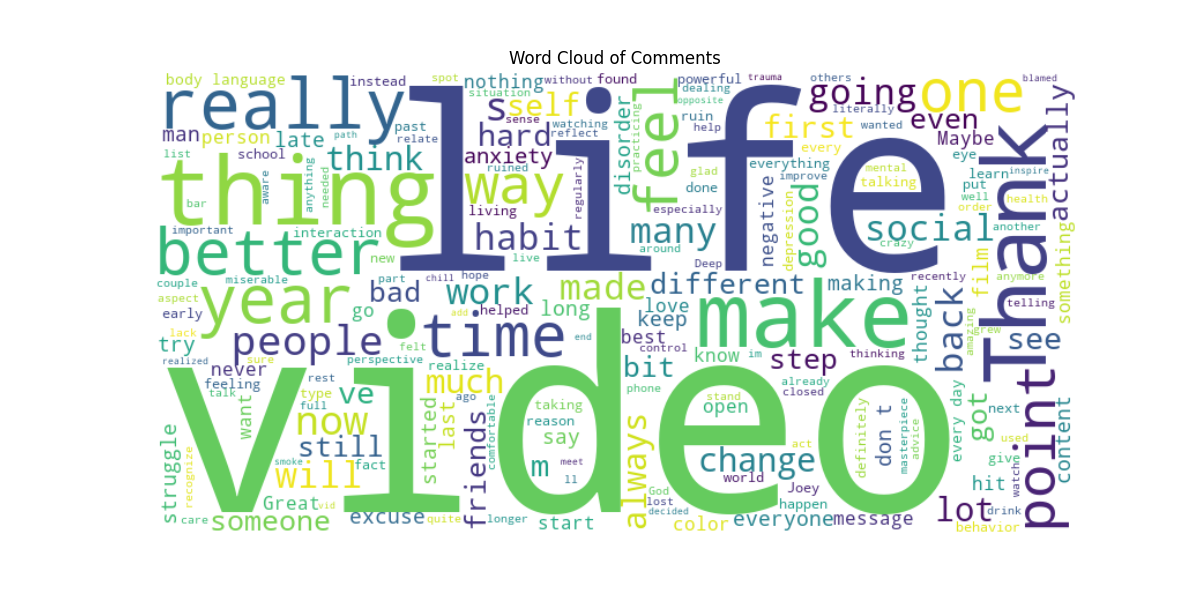 Word Cloud of Comments
body language
instead
spot
nothing
without
found
powerful
trauma
others
blamed
really
life
s
self
situation
sense
watching
reflect
hard
feel
disorder
practicing
dealing
opposite
ruin
help
going
one
literally
wanted
even
first
Maybe
actually
man
person
late
past
path
relate
list
school
think
anxiety
every
everything
improve
mental
talking
eye
learn
inspire
put
thing
aware
anything
needed
way
ruined
regularly
glad
done
negative
depression
good
well
health
order
Thank
bar
living
especially
important
interaction
habit
many
social
another
better
new
live
around
Deep
crazy
something
couple
miserable
part
chill
hope
different
making
recently
anymore
film
aspect
year
bad
work
made
love
make
thought
back
telling
early
go
add
helped
long
keep
grew
amazing
see
try
lack
people
time
end
best
control
know
im
step
thinking
realized
sure
felt
perspective
realize
bit
never
feeling
talk
rest
type
full
ve
much
ago
phone
already
closed
point
video
want
now
started
last
comfortable
taking
reason
say
stand
open
definitely
don t
masterpiece
advice
every day
got
next
used
content
struggle
recognize
still
smoke
fact
will
friends
m
meet
ll
always
change
act
world
give
watch
hit
Great
vid
God
lost
decided
Joey
happen
care
someone
excuse
quite
longer
start
color
everyone
message
lot
drink
behavior